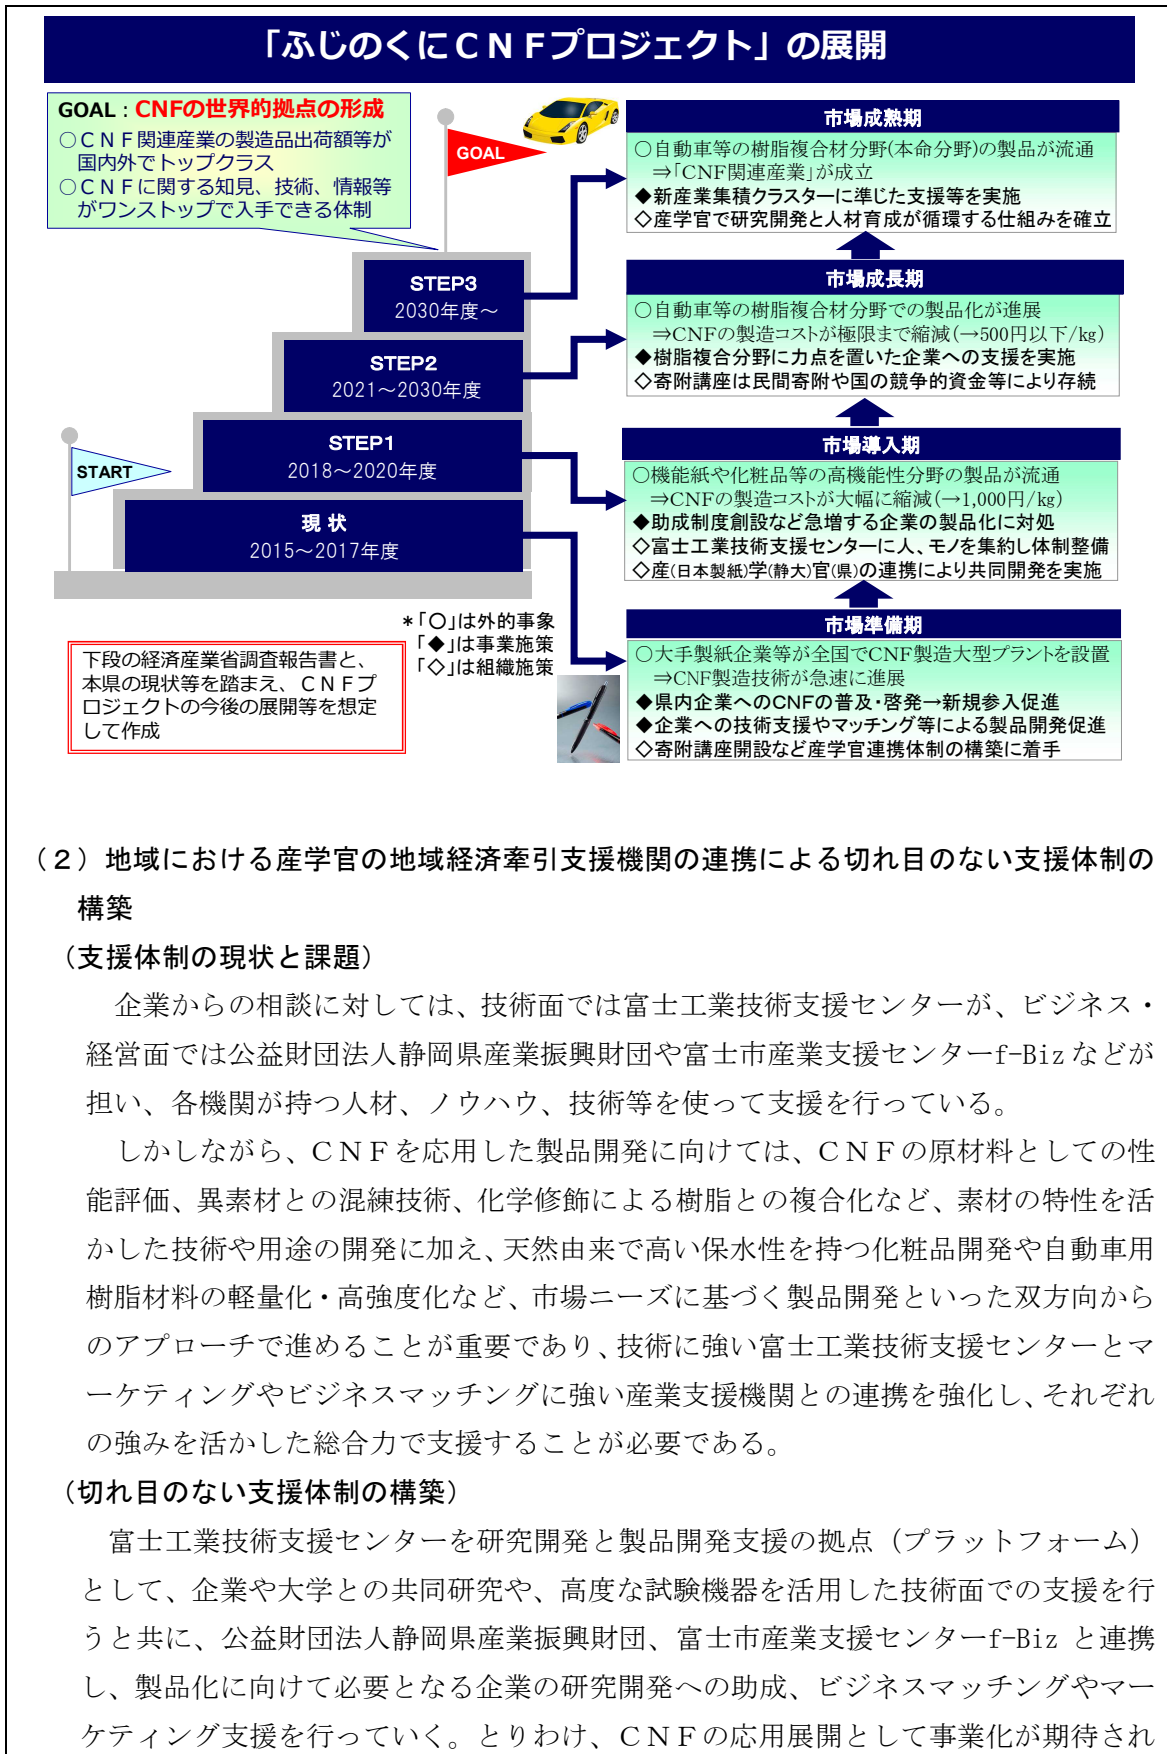 「ふじのくにＣＮＦプロジェクト」の展開
GOAL：CNFの世界的拠点の形成
○ＣＮＦ関連産業の製造品出荷額等が
国内外でトップクラス
○ＣＮＦに関する知見、技術、情報等
がワンストップで入手できる体制
GOAL
市場成熟期
○自動車等の樹脂複合材分野(本命分野)の製品が流通
⇒｢CNF関連産業｣が成立
◆新産業集積クラスターに準じた支援等を実施
◇産学官で研究開発と人材育成が循環する仕組みを確立
STEP3
2030年度～
市場成長期
○自動車等の樹脂複合材分野での製品化が進展
⇒CNFの製造コストが極限まで縮減(→500円以下/kg)
◆樹脂複合分野に力点を置いた企業への支援を実施
◇寄附講座は民間寄附や国の競争的資金等により存続
STEP2
2021～2030年度
START
STEP1
2018～2020年度
市場導入期
○機能紙や化粧品等の高機能性分野の製品が流通
⇒CNFの製造コストが大幅に縮減(→1,000円/kg)
◆助成制度創設など急増する企業の製品化に対処
◇富士工業技術支援センターに人、モノを集約し体制整備
◇産(日本製紙)学(静大)官(県)の連携により共同開発を実施
現 状
2015～2017年度
＊｢○｣は外的事象
｢◆｣は事業施策
｢◇｣は組織施策
市場準備期
○大手製紙企業等が全国でCNF製造大型プラントを設置
⇒CNF製造技術が急速に進展
◆県内企業へのCNFの普及・啓発→新規参入促進
◆企業への技術支援やマッチング等による製品開発促進
◇寄附講座開設など産学官連携体制の構築に着手
下段の経済産業省調査報告書と、
本県の現状等を踏まえ、ＣＮＦプ
ロジェクトの今後の展開等を想定
して作成
（２）地域における産学官の地域経済牽引支援機関の連携による切れ目のない支援体制の
構築
（支援体制の現状と課題）
企業からの相談に対しては、技術面では富士工業技術支援センターが、ビジネス・
経営面では公益財団法人静岡県産業振興財団や富士市産業支援センターf-Bizなどが
担い、各機関が持つ人材、ノウハウ、技術等を使って支援を行っている。
しかしながら、ＣＮＦを応用した製品開発に向けては、ＣＮＦの原材料としての性
能評価、異素材との混練技術、化学修飾による樹脂との複合化など、素材の特性を活
かした技術や用途の開発に加え、天然由来で高い保水性を持つ化粧品開発や自動車用
樹脂材料の軽量化・高強度化など、市場ニーズに基づく製品開発といった双方向から
のアプローチで進めることが重要であり、技術に強い富士工業技術支援センターとマ
ーケティングやビジネスマッチングに強い産業支援機関との連携を強化し、それぞれ
の強みを活かした総合力で支援することが必要である。
（切れ目のない支援体制の構築）
富士工業技術支援センターを研究開発と製品開発支援の拠点（プラットフォーム）
として、企業や大学との共同研究や、高度な試験機器を活用した技術面での支援を行
うと共に、公益財団法人静岡県産業振興財団、富士市産業支援センターf-Biz と連携
し、製品化に向けて必要となる企業の研究開発への助成、ビジネスマッチングやマー
ケティング支援を行っていく。とりわけ、ＣＮＦの応用展開として事業化が期待され